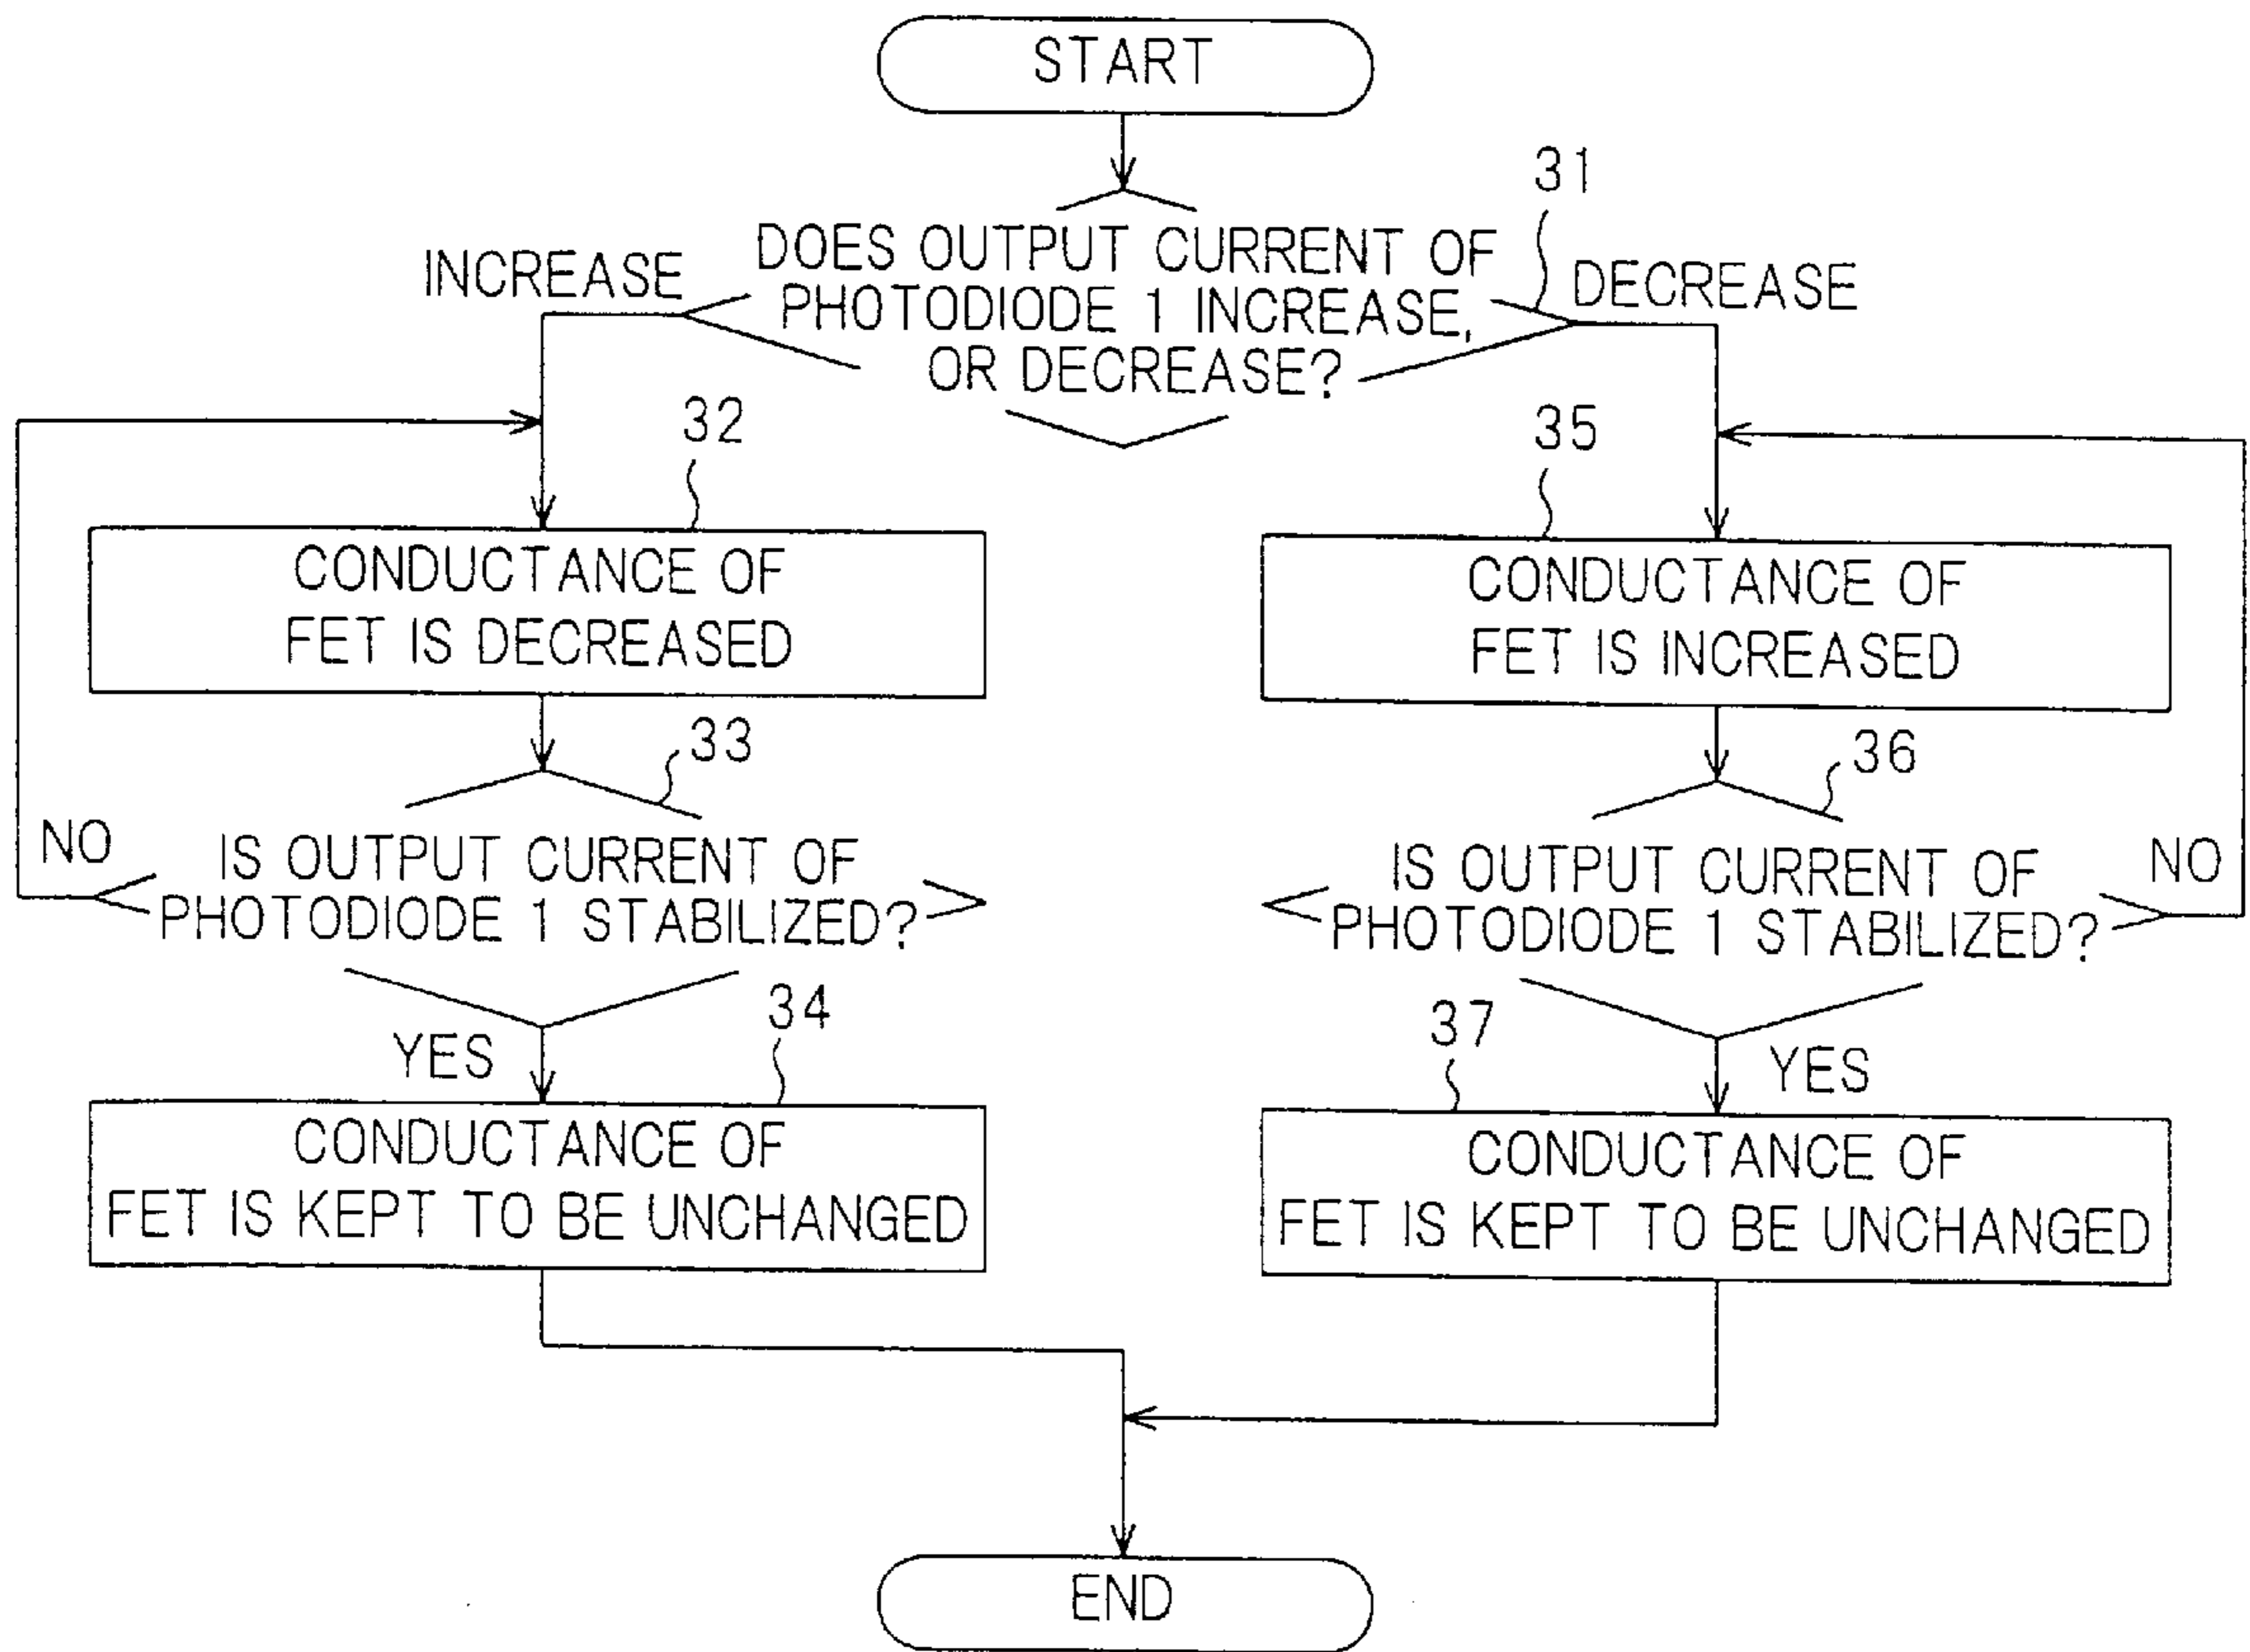 START
31
DOES OUTPUT CURRENT OF
PHOTODIODE 1 INCREASE,
OR DECREASE?
INCREASE
DECREASE
32
CONDUCTANCE OF
FET IS DECREASED
33
IS OUTPUT CURRENT OF
PHOTODIODE 1 STABILIZED?
NO
YES
34
CONDUCTANCE OF
FET IS KEPT TO BE UNCHANGED
35
CONDUCTANCE OF
FET IS INCREASED
36
IS OUTPUT CURRENT OF
PHOTODIODE 1 STABILIZED?
NO
YES
37
CONDUCTANCE OF
FET IS KEPT TO BE UNCHANGED
END